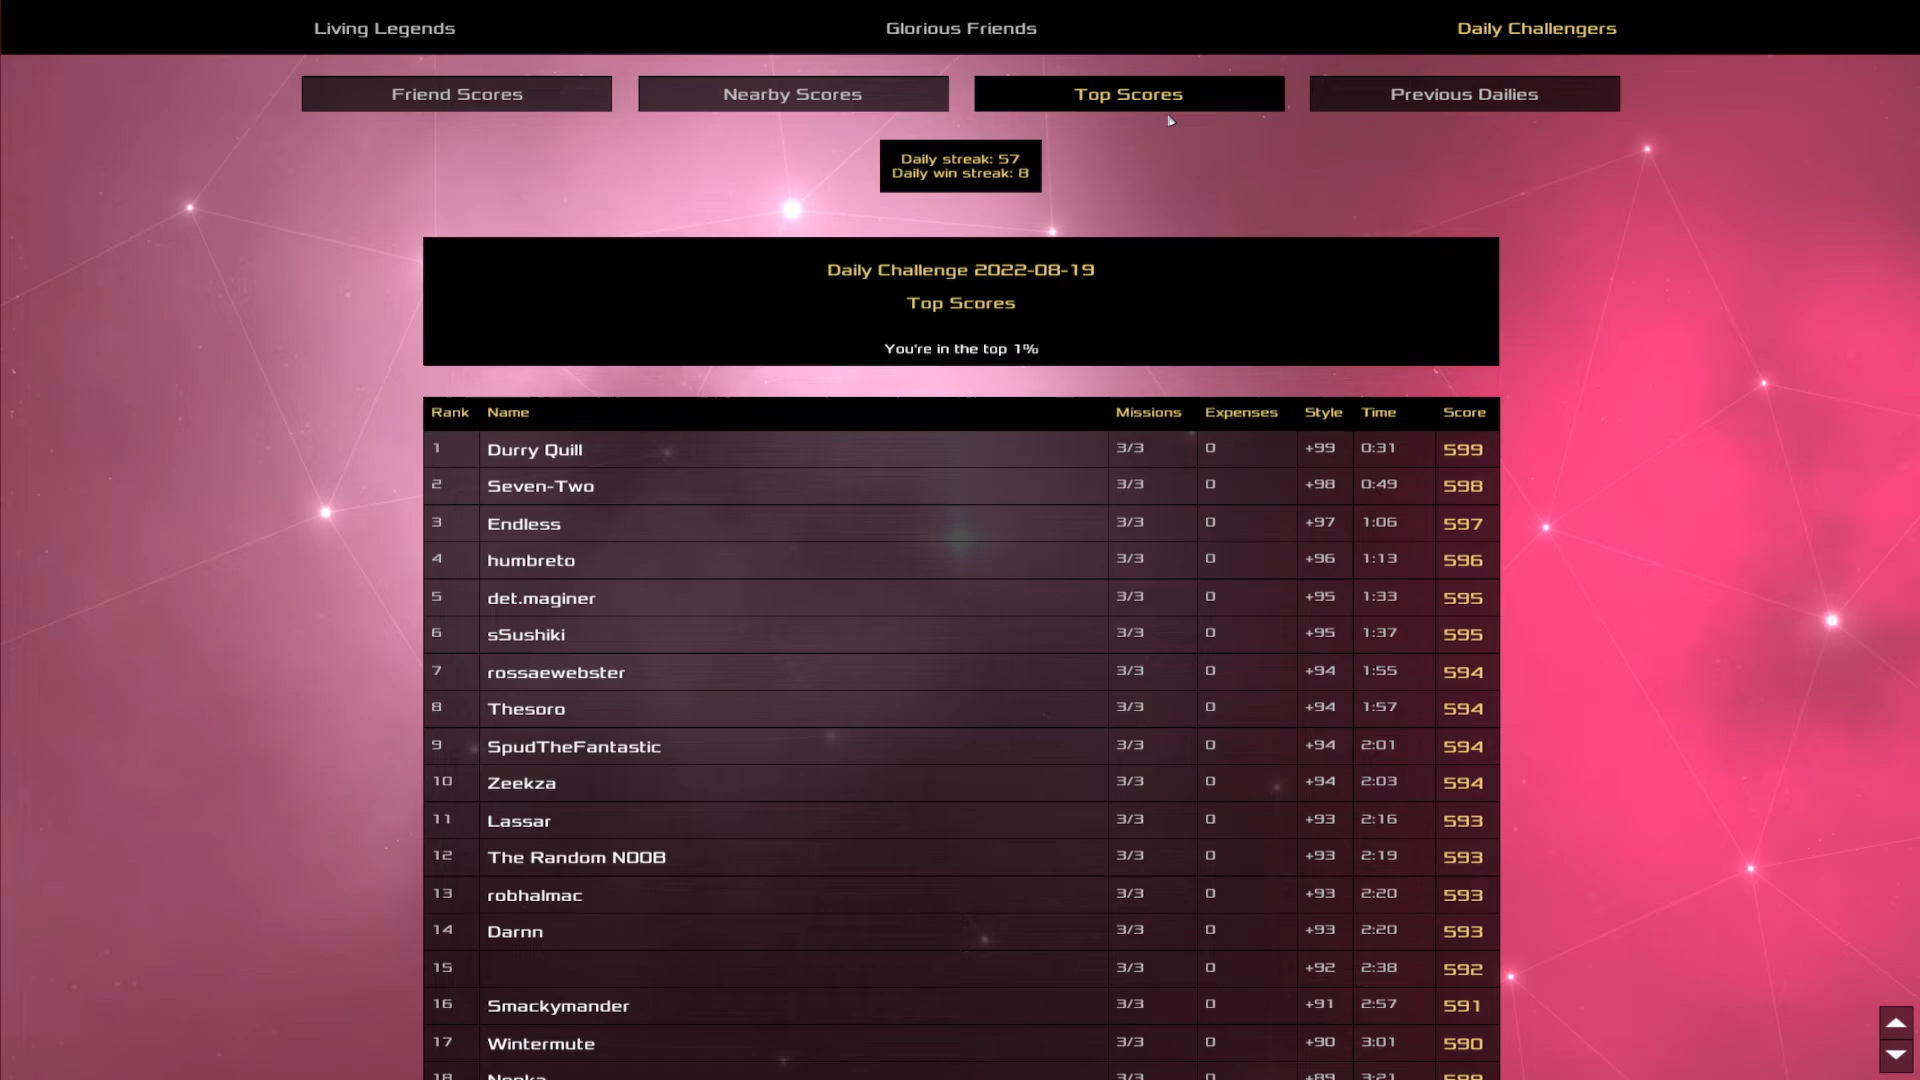 Living Legends Glorious Friends Daily Challengers
Friend Scores Nearby Scores Top Scores Previous Dailies
Daily streak: 57
Daily win streak: 8
Daily Challenge 2022-08-19
Top Scores
You're in the top 1%
Rank Name Missions Expenses Style Time Score
1 Durry Quill 3/3 0 +99 0:31 599
2 Seven-Two 3/3 0 +98 0:49 598
3 Endless 3/3 0 +97 1:06 597
4 humbreto 3/3 0 +96 1:13 596
5 det.maginer 3/3 0 +95 1:33 595
6 sSushiki 3/3 0 +95 1:37 595
7 rossaewebster 3/3 0 +94 1:55 594
8 Thesoro 3/3 0 +94 1:57 594
9 SpudTheFantastic 3/3 0 +94 2:01 594
10 Zeekza 3/3 0 +94 2:03 594
11 Lassar 3/3 0 +93 2:16 593
12 The Random N00B 3/3 0 +93 2:19 593
13 robhalmac 3/3 0 +93 2:20 593
14 Darnn 3/3 0 +93 2:20 593
15 3/3 0 +92 2:38 592
16 Smackymander 3/3 0 +91 2:57 591
17 Wintermute 3/3 0 +90 3:01 590
18 3/3 0 +89 3:21